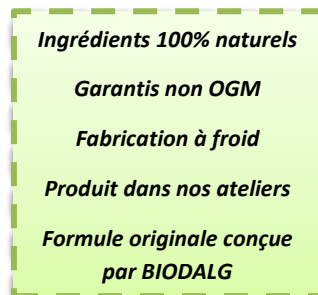 Ingrédients 100% naturels
Garantis non OGM
Fabrication à froid
Produit dans nos ateliers
Formule originale conçue
par BIODALG